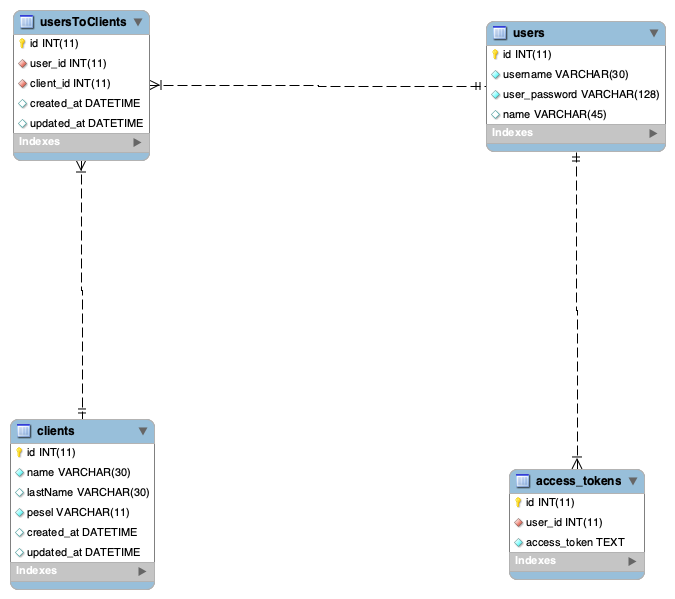 usersToClients
id INT(11)
user_id INT(11)
client_id INT(11)
created_at DATETIME
updated_at DATETIME
Indexes
users
id INT(11)
username VARCHAR(30)
user_password VARCHAR(128)
name VARCHAR(45)
Indexes
clients
id INT(11)
name VARCHAR(30)
lastName VARCHAR(30)
pesel VARCHAR(11)
created_at DATETIME
updated_at DATETIME
Indexes
access_tokens
id INT(11)
user_id INT(11)
access_token TEXT
Indexes